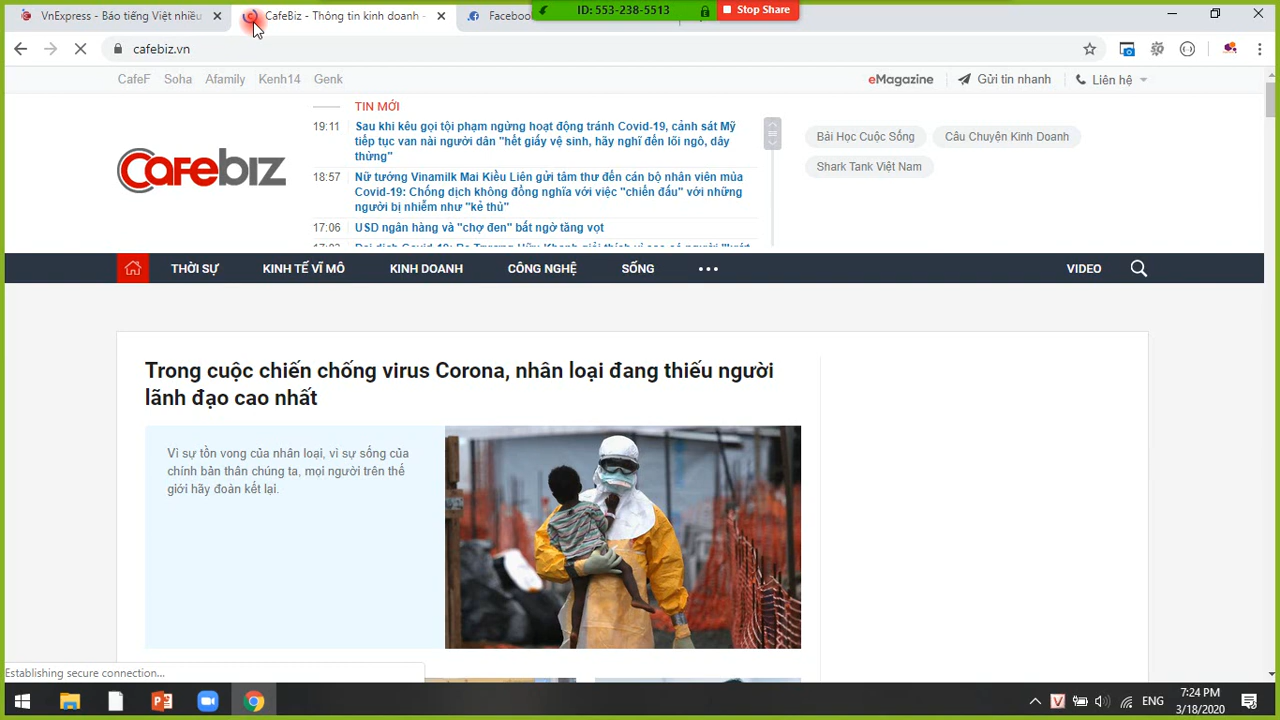 VnExpress - Báo tiếng Việt nhiều
CafeBiz - Thông tin kinh doanh -
Facebook
ID: 553-238-5513
Stop Share
cafebiz.vn
CafeF Soha Afamily Kenh14 Genk
eMagazine Gửi tin nhanh Liên hệ
TIN MỚI
Cafebiz
19:11 Sau khi kêu gọi tội phạm ngừng hoạt động tránh Covid-19, cảnh sát Mỹ
tiếp tục van nài người dân "hết giấy vệ sinh, hãy nghĩ đến lõi ngô, dây
thừng"
18:57 Nữ tướng Vinamilk Mai Kiều Liên gửi tâm thư đến cán bộ nhân viên mùa
Covid-19: Chống dịch không đồng nghĩa với việc "chiến đấu" với những
người bị nhiễm như "kẻ thù"
17:06 USD ngân hàng và "chợ đen" bất ngờ tăng vọt
Bài Học Cuộc Sống Câu Chuyện Kinh Doanh
Shark Tank Việt Nam
THỜI SỰ KINH TẾ VĨ MÔ KINH DOANH CÔNG NGHỆ SỐNG ••• VIDEO
Trong cuộc chiến chống virus Corona, nhân loại đang thiếu người
lãnh đạo cao nhất
Vì sự tồn vong của nhân loại, vì sự sống của
chính bản thân chúng ta, mọi người trên thế
giới hãy đoàn kết lại.
Establishing secure connection...
ENG
7:24 PM
3/18/2020